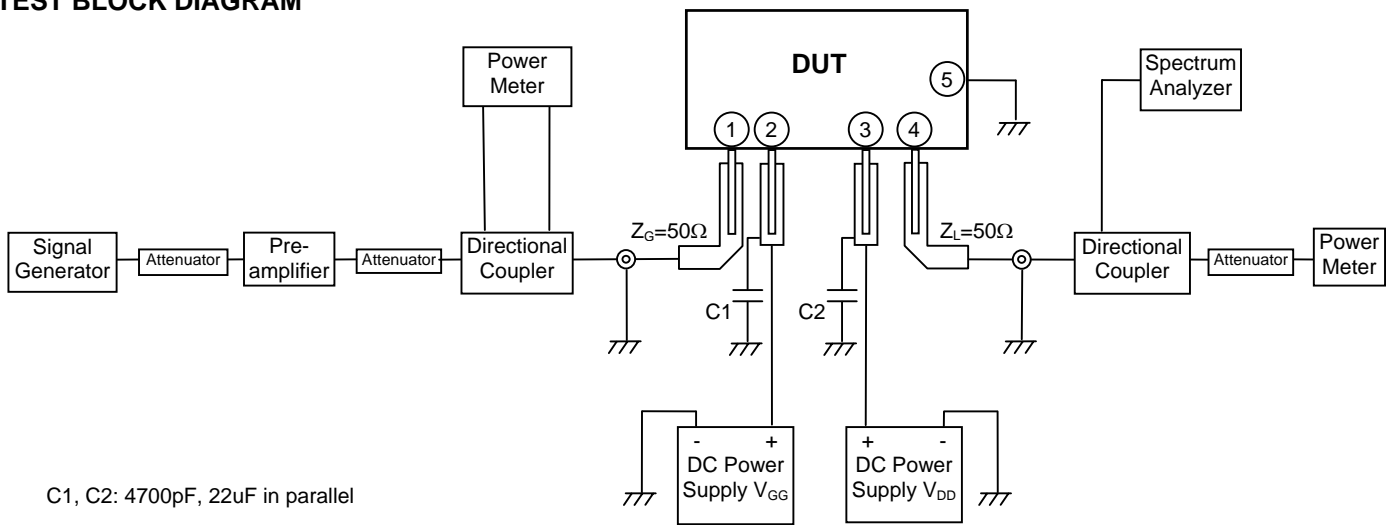 TEST BLOCK DIAGRAM
DUT
Power
Meter
5
Spectrum
Analyzer
1
2
3
4
Z_G=50Ω
Z_L=50Ω
Signal
Generator
Attenuator
Pre-
amplifier
Attenuator
Directional
Coupler
Directional
Coupler
Attenuator
Power
Meter
C1
C2
- +
DC Power
Supply V_GG
+ -
DC Power
Supply V_DD
C1, C2: 4700pF, 22uF in parallel